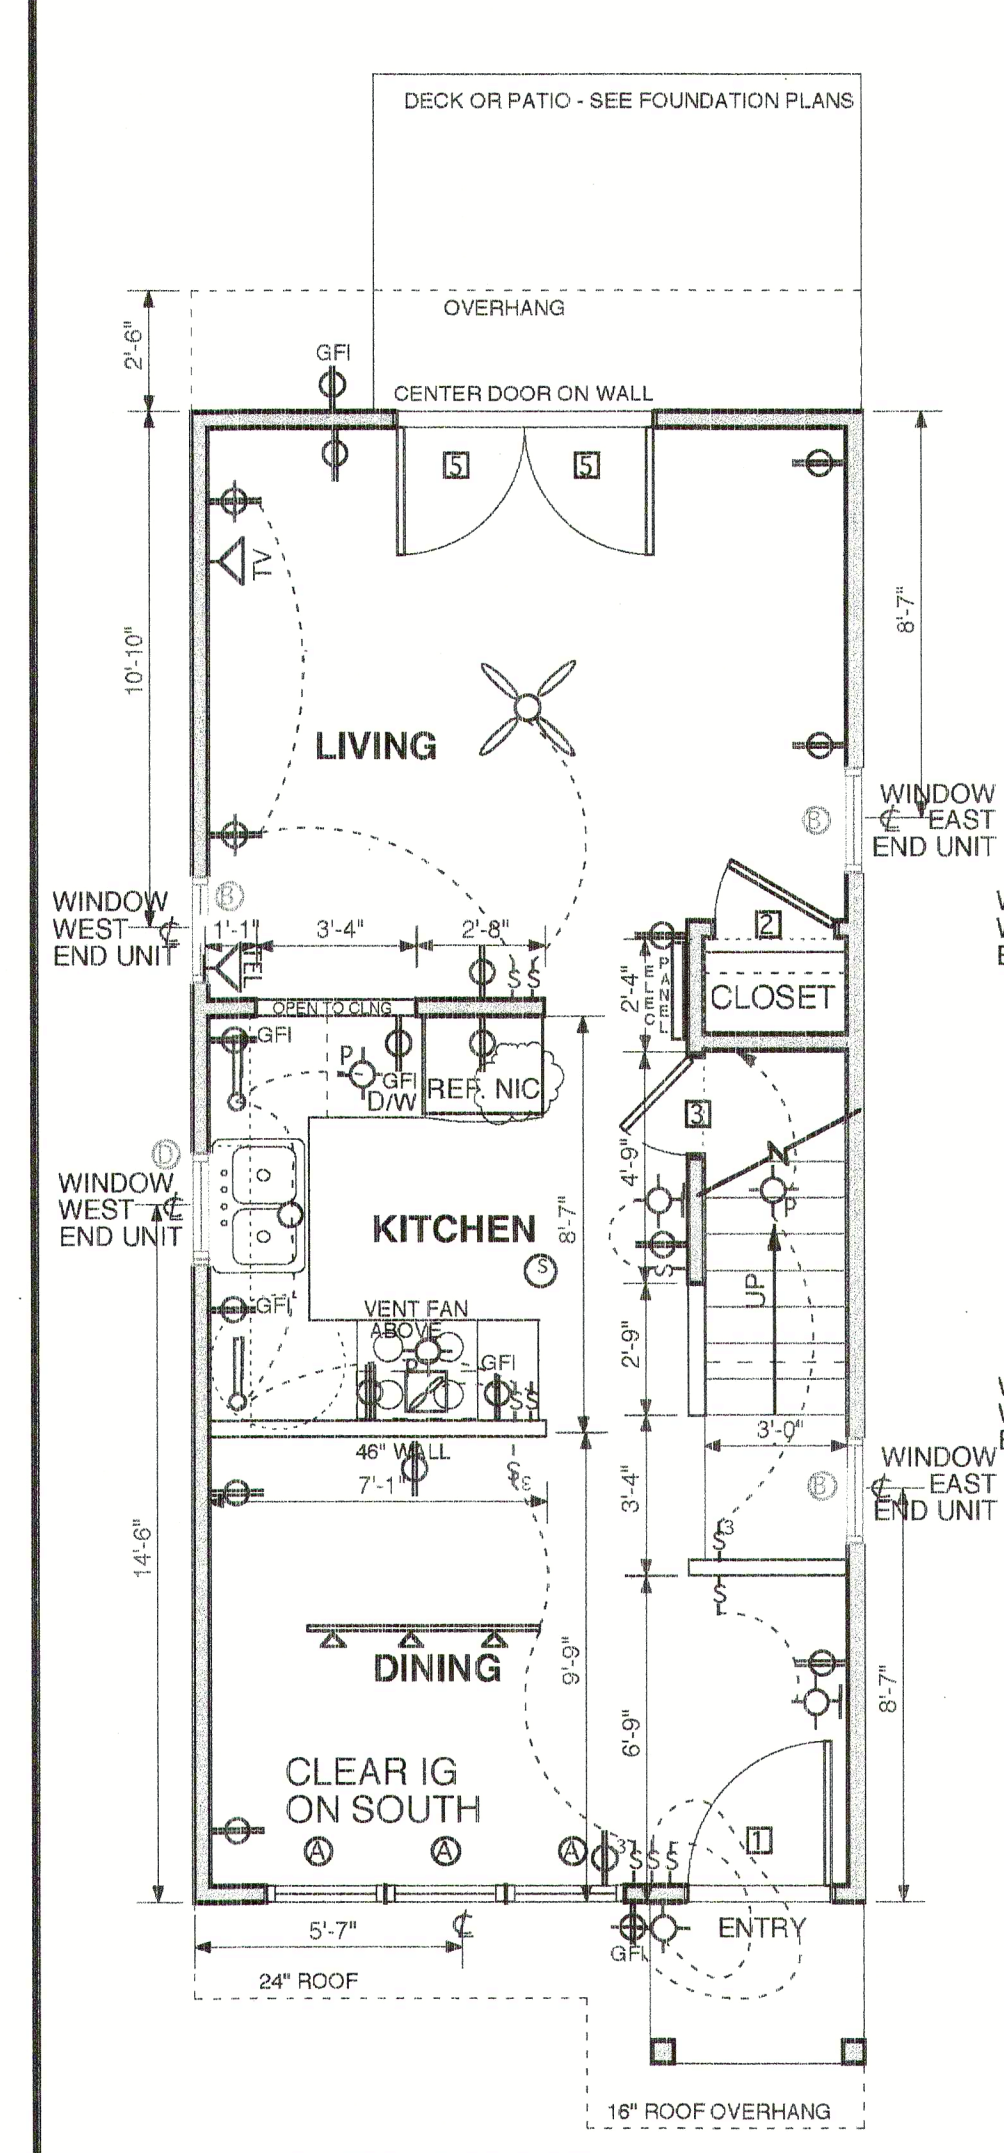 DECK OR PATIO - SEE FOUNDATION PLANS
OVERHANG
2'-6"
GFI
CENTER DOOR ON WALL
5
5
TV
10'-10"
8'-7"
LIVING
WINDOW
℄ EAST
END UNIT
B
WINDOW
WEST ℄
END UNIT
B
1'-1"
3'-4"
2'-8"
TEL
S S
2
2'-4"
ELEC
PANEL
CLOSET
OPEN TO CLNG
GFI
P
GFI
D/W
REF. NIC
3
D
WINDOW
WEST ℄
END UNIT
KITCHEN
8'-7"
4'-9"
P
S
S
UP
GFI
VENT FAN
ABOVE
P
GFI
S S
2'-9"
46" WALL
7'-1"
S3
3'-0"
3'-4"
B
WINDOW
℄ EAST
END UNIT
S3
S
14'-6"
DINING
9'-9"
6'-9"
8'-7"
CLEAR IG
ON SOUTH
A
A
A
3
S S S
1
ENTRY
GFI
5'-7"
℄
24" ROOF
16" ROOF OVERHANG